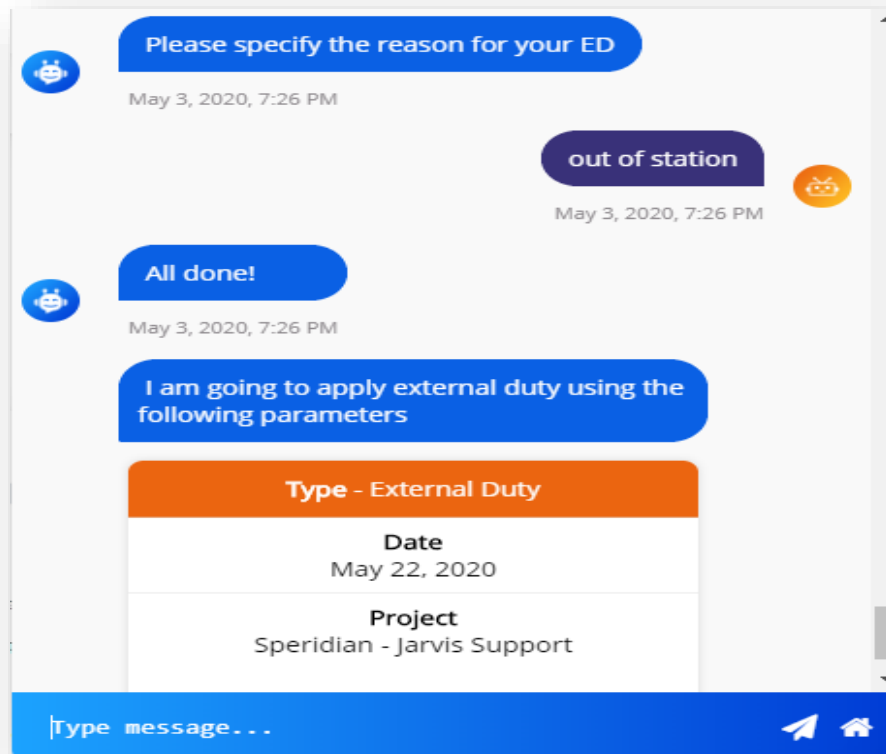 Please specify the reason for your ED
May 3, 2020, 7:26 PM
out of station
May 3, 2020, 7:26 PM
All done!
May 3, 2020, 7:26 PM
I am going to apply external duty using the
following parameters
Type - External Duty
Date
May 22, 2020
Project
Speridian - Jarvis Support
Type message...